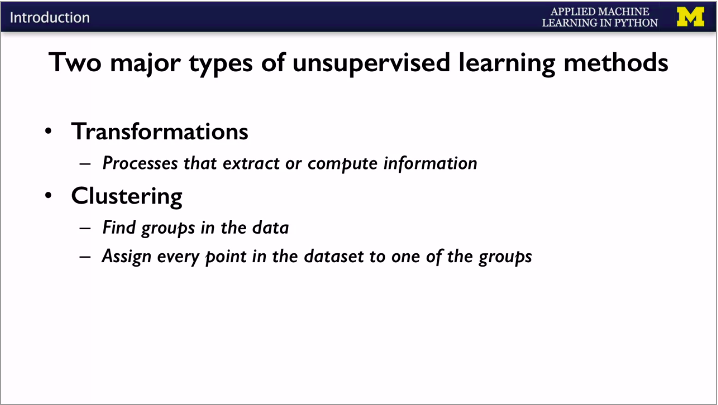 Introduction
APPLIED MACHINE
LEARNING IN PYTHON
M
Two major types of unsupervised learning methods
• Transformations
– Processes that extract or compute information
• Clustering
– Find groups in the data
– Assign every point in the dataset to one of the groups